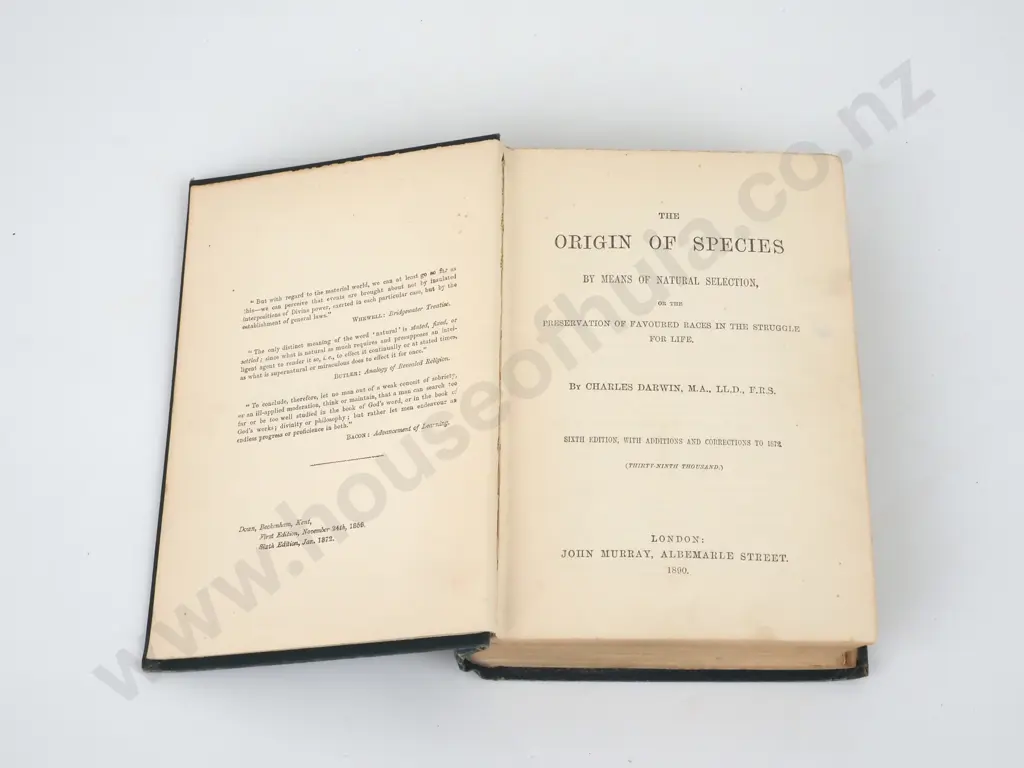 "But with regard to the material world, we can at least go so far as
this—we can perceive that events are brought about not by insulated
interpositions of Divine power, exerted in each particular case, but by the
establishment of general laws."
WHEWELL: Bridgewater Treatise.
"The only distinct meaning of the word 'natural' is stated, fixed, or
settled; since what is natural as much requires and presupposes an intel-
ligent agent to render it so, i.e., to effect it continually or at stated times,
as what is supernatural or miraculous does to effect it for once."
BUTLER: Analogy of Revealed Religion.
"To conclude, therefore, let no man out of a weak conceit of sobriety,
or an ill-applied moderation, think or maintain, that a man can search too
far or be too well studied in the book of God's word, or in the book of
God's works; divinity or philosophy; but rather let men endeavour an
endless progress or proficience in both."
BACON: Advancement of Learning.
Down, Beckenham, Kent,
First Edition, November 24th, 1859.
Sixth Edition, Jan. 1872.
THE
ORIGIN OF SPECIES
BY MEANS OF NATURAL SELECTION,
OR THE
PRESERVATION OF FAVOURED RACES IN THE STRUGGLE
FOR LIFE.
BY CHARLES DARWIN, M.A., LL.D., F.R.S.
SIXTH EDITION, WITH ADDITIONS AND CORRECTIONS TO 1872.
(THIRTY-NINTH THOUSAND.)
LONDON:
JOHN MURRAY, ALBEMARLE STREET.
1890.
www.houseofhuia.co.nz